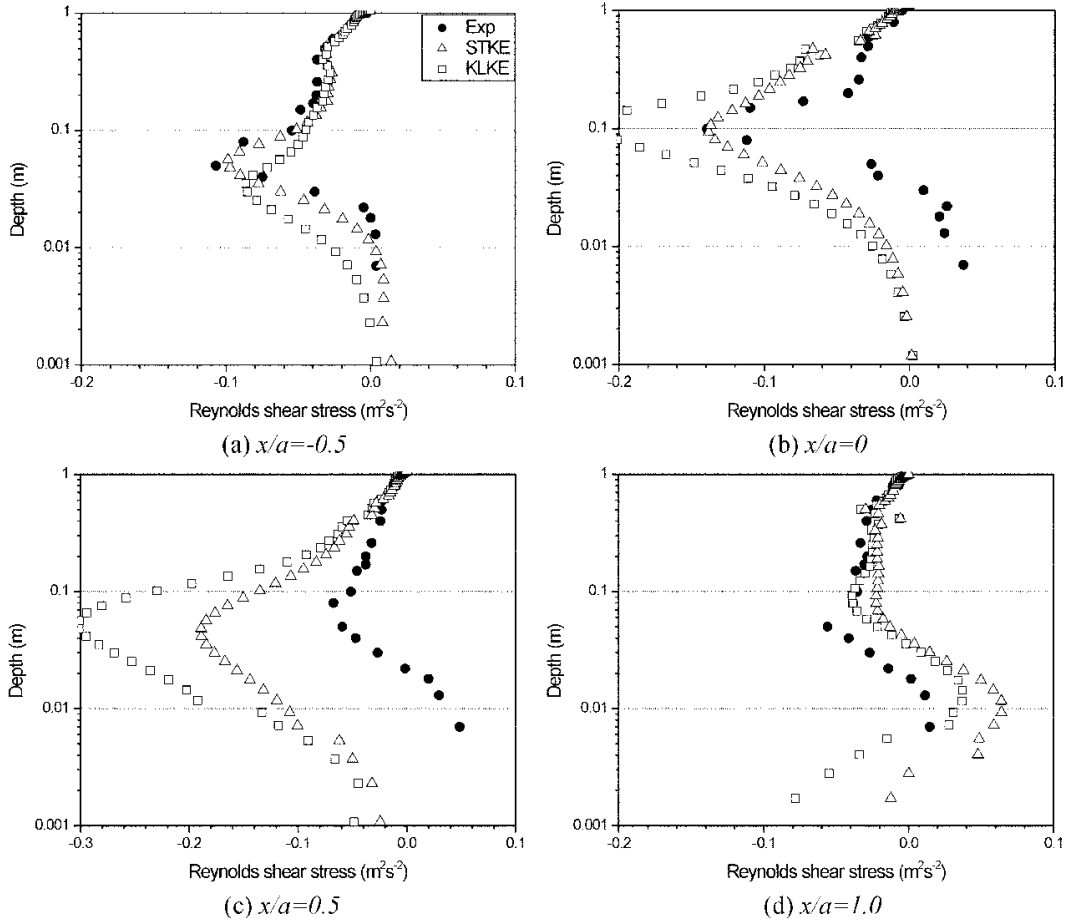 Exp
STKE
KLKE
1
0.1
0.01
0.001
Depth (m)
-0.2
-0.1
0.0
0.1
Reynolds shear stress (m²s⁻²)
(a) x/a=-0.5
1
0.1
0.01
0.001
Depth (m)
-0.2
-0.1
0.0
0.1
Reynolds shear stress (m²s⁻²)
(b) x/a=0
1
0.1
0.01
0.001
Depth (m)
-0.3
-0.2
-0.1
0.0
0.1
Reynolds shear stress (m²s⁻²)
(c) x/a=0.5
1
0.1
0.01
0.001
Depth (m)
-0.2
-0.1
0.0
0.1
Reynolds shear stress (m²s⁻²)
(d) x/a=1.0